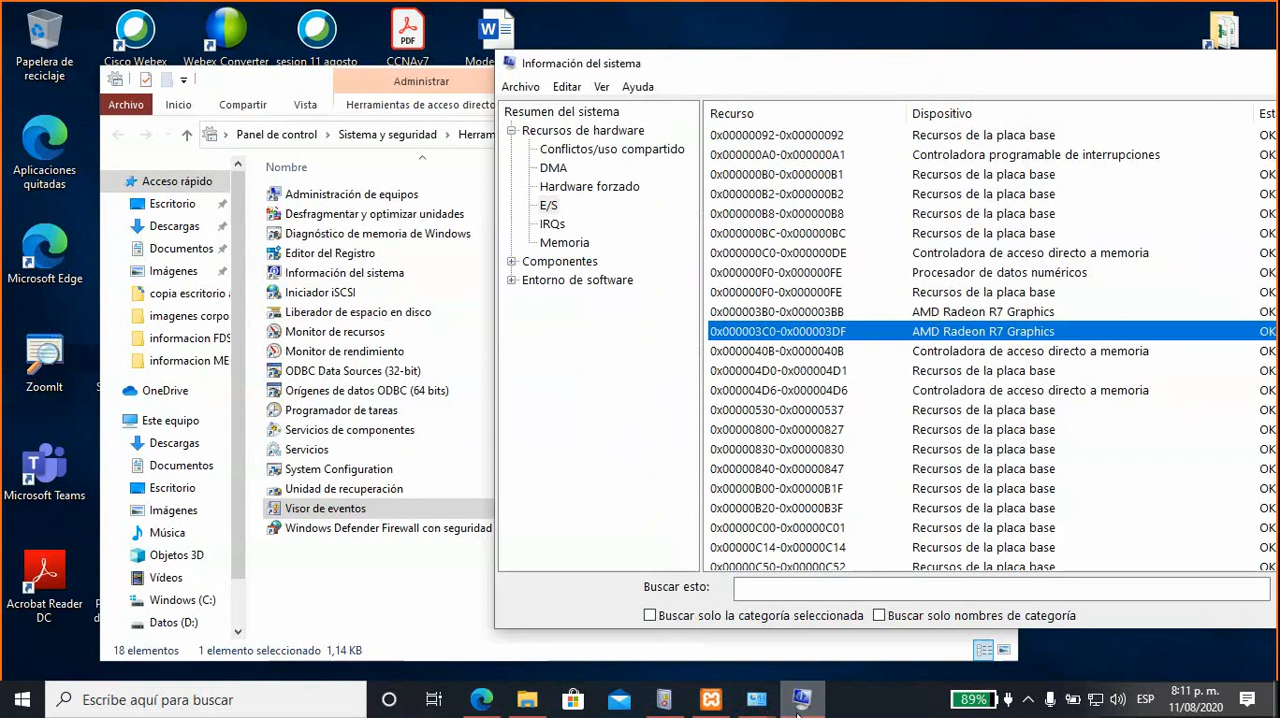 Papelera de
reciclaje
Cisco Webex
Webex Converter
sesion 11 agosto
PDF
CCNAv7
Aplicaciones
quitadas
Microsoft Edge
ZoomIt
Microsoft Teams
Acrobat Reader
DC
Administrar
Archivo
Inicio
Compartir
Vista
Herramientas de acceso directo
Panel de control
Sistema y seguridad
Nombre
Acceso rápido
Escritorio
Descargas
Documentos
Imágenes
copia escritorio
imagenes corpo
informacion FDS
informacion ME
OneDrive
Este equipo
Descargas
Documentos
Escritorio
Imágenes
Música
Objetos 3D
Vídeos
Windows (C:)
Datos (D:)
Administración de equipos
Desfragmentar y optimizar unidades
Diagnóstico de memoria de Windows
Editor del Registro
Información del sistema
Iniciador iSCSI
Liberador de espacio en disco
Monitor de recursos
Monitor de rendimiento
ODBC Data Sources (32-bit)
Orígenes de datos ODBC (64 bits)
Programador de tareas
Servicios de componentes
Servicios
System Configuration
Unidad de recuperación
Visor de eventos
Windows Defender Firewall con seguridad
18 elementos
1 elemento seleccionado 1,14 KB
Información del sistema
Archivo Editar Ver Ayuda
Resumen del sistema
Recursos de hardware
Conflictos/uso compartido
DMA
Hardware forzado
E/S
IRQs
Memoria
Componentes
Entorno de software
Recurso Dispositivo Est
0x00000092-0x00000092 Recursos de la placa base OK
0x000000A0-0x000000A1 Controladora programable de interrupciones OK
0x000000B0-0x000000B1 Recursos de la placa base OK
0x000000B2-0x000000B2 Recursos de la placa base OK
0x000000B8-0x000000B8 Recursos de la placa base OK
0x000000BC-0x000000BC Recursos de la placa base OK
0x000000C0-0x000000DE Controladora de acceso directo a memoria OK
0x000000F0-0x000000FE Procesador de datos numéricos OK
0x000000F0-0x000000FE Recursos de la placa base OK
0x000003B0-0x000003BB AMD Radeon R7 Graphics OK
0x000003C0-0x000003DF AMD Radeon R7 Graphics OK
0x0000040B-0x0000040B Controladora de acceso directo a memoria OK
0x000004D0-0x000004D1 Recursos de la placa base OK
0x000004D6-0x000004D6 Controladora de acceso directo a memoria OK
0x00000530-0x00000537 Recursos de la placa base OK
0x00000800-0x00000827 Recursos de la placa base OK
0x00000830-0x00000830 Recursos de la placa base OK
0x00000840-0x00000847 Recursos de la placa base OK
0x00000B00-0x00000B1F Recursos de la placa base OK
0x00000B20-0x00000B3F Recursos de la placa base OK
0x00000C00-0x00000C01 Recursos de la placa base OK
0x00000C14-0x00000C14 Recursos de la placa base OK
0x00000C50-0x00000C52 Recursos de la placa base OK
Buscar esto:
Buscar solo la categoría seleccionada
Buscar solo nombres de categoría
Escribe aquí para buscar
89%
ESP
8:11 p. m.
11/08/2020